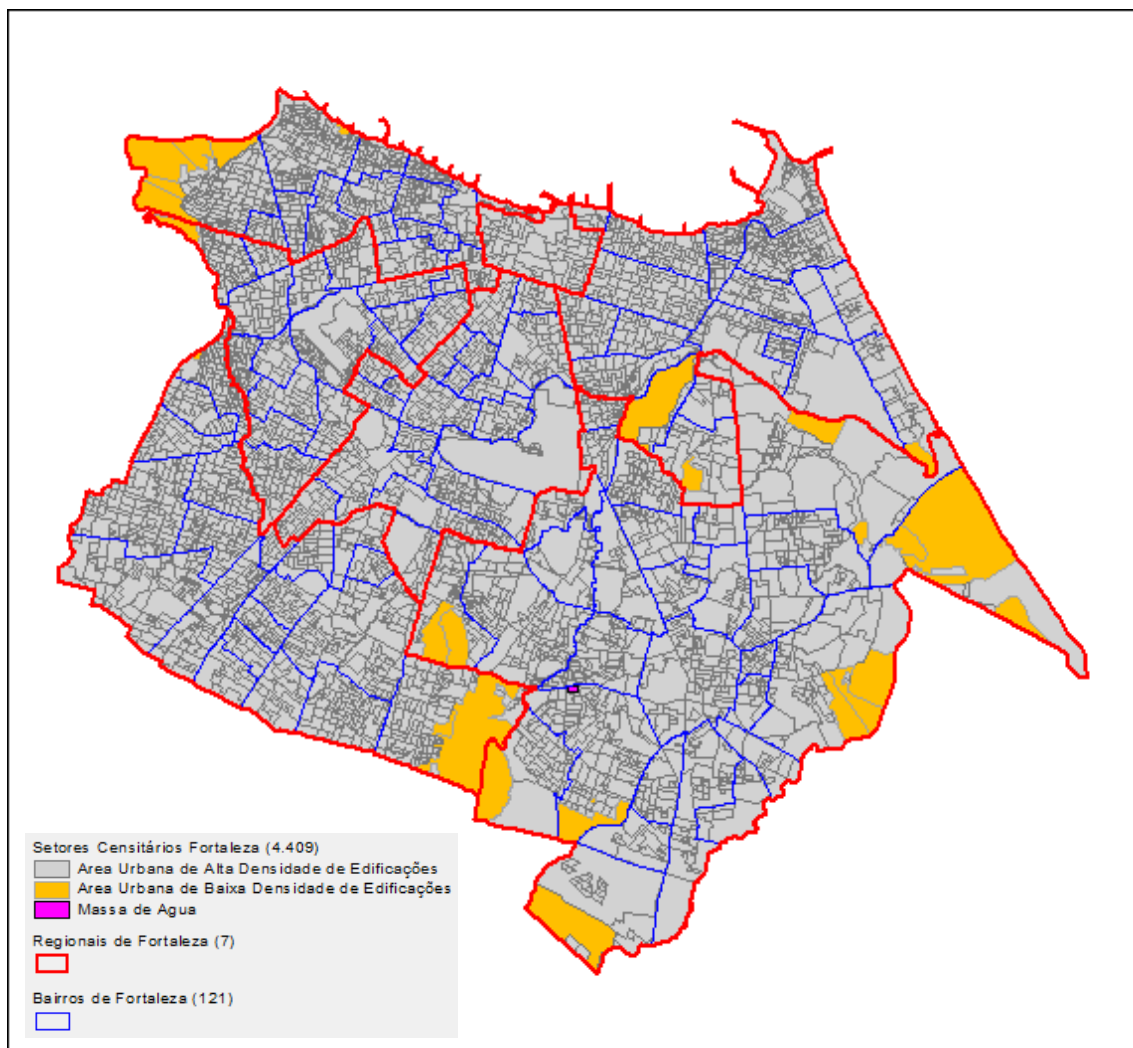 Setores Censitários Fortaleza (4.409)
Area Urbana de Alta Densidade de Edificações
Area Urbana de Baixa Densidade de Edificações
Massa de Agua
Regionais de Fortaleza (7)
Bairros de Fortaleza (121)